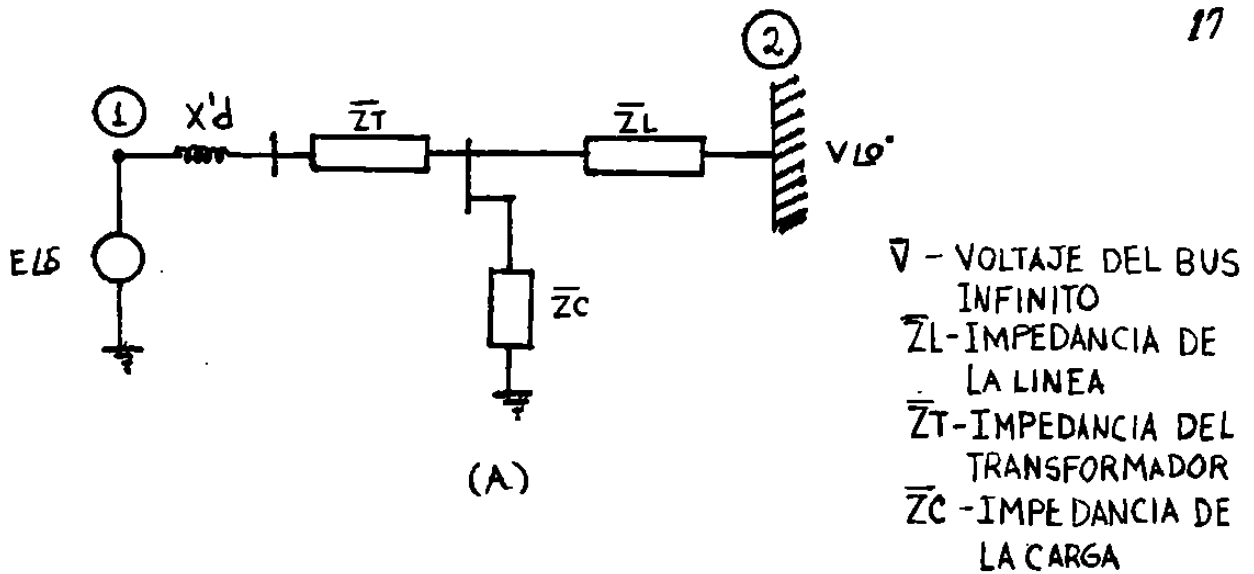 17
2
1
X'd
Z̅T
Z̅L
V∠0°
E∠δ
Z̅C
V̅ - VOLTAJE DEL BUS
INFINITO
Z̅L-IMPEDANCIA DE
LA LINEA
Z̅T-IMPEDANCIA DEL
TRANSFORMADOR
Z̅C-IMPEDANCIA DE
LA CARGA
(A)